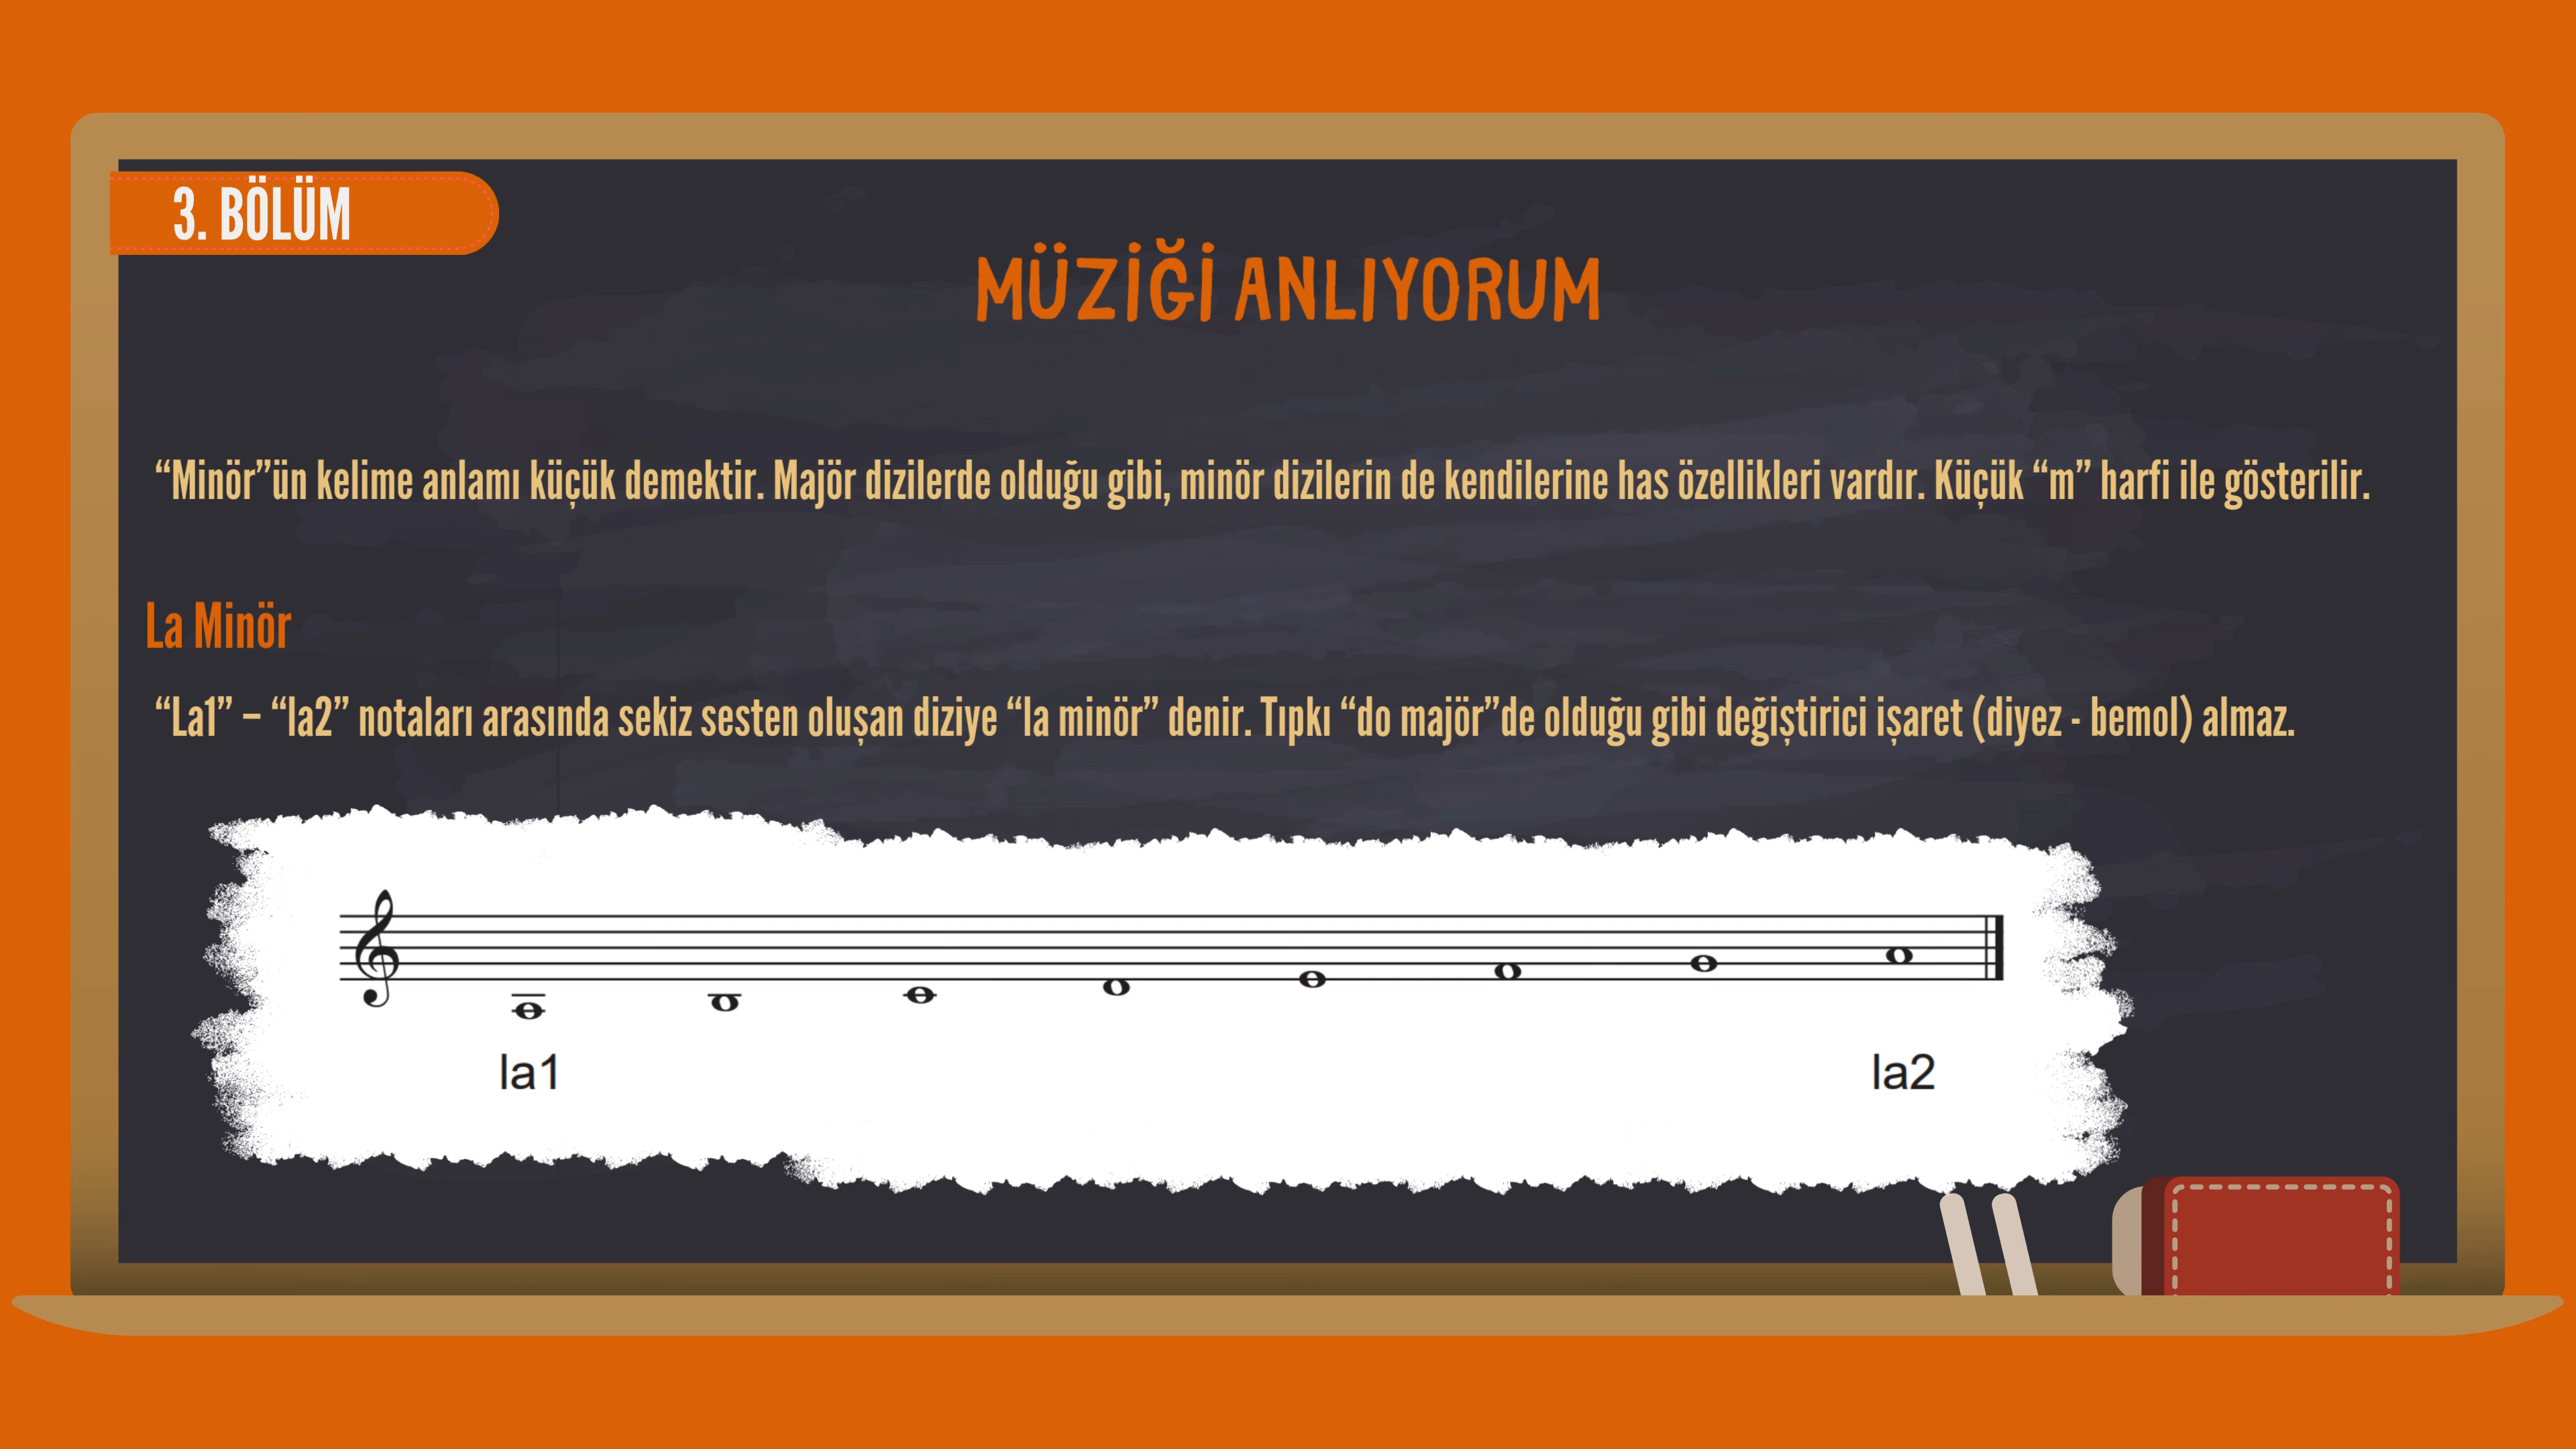 3. BÖLÜM
MÜZİĞİ ANLIYORUM
“Minör”ün kelime anlamı küçük demektir. Majör dizilerde olduğu gibi, minör dizilerin de kendilerine has özellikleri vardır. Küçük “m” harfi ile gösterilir.
La Minör
“La1” – “la2” notaları arasında sekiz sesten oluşan diziye “la minör” denir. Tıpkı “do majör”de olduğu gibi değiştirici işaret (diyez - bemol) almaz.
la1 la2